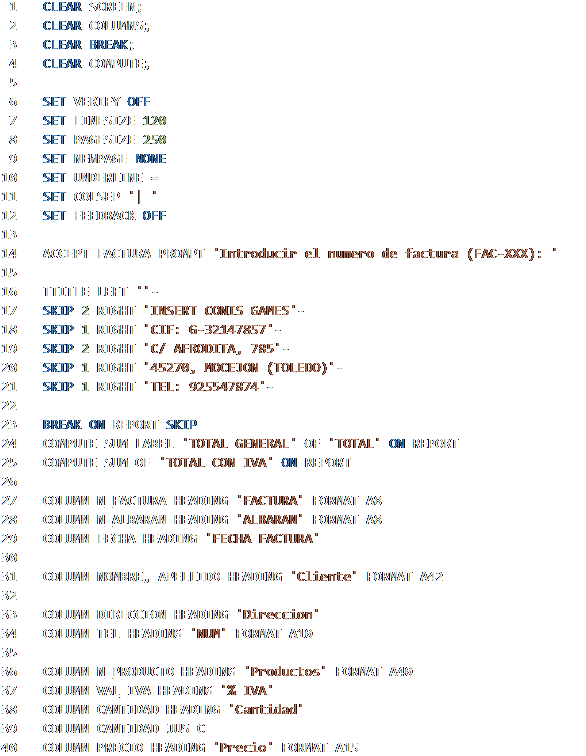 1 CLEAR SCREEN;
2 CLEAR COLUMNS;
3 CLEAR BREAK;
4 CLEAR COMPUTE;
5
6 SET VERIFY OFF
7 SET LINESIZE 120
8 SET PAGESIZE 250
9 SET NEWPAGE NONE
10 SET UNDERLINE =
11 SET COLSEP "| "
12 SET FEEDBACK OFF
13
14 ACCEPT FACTURA PROMPT "Introducir el numero de factura (FAC-XXX): "
15
16 TTITLE LEFT ""-
17 SKIP 2 RIGHT "INSERT COMIS GAMES"-
18 SKIP 1 RIGHT "CIF: G-32147857"-
19 SKIP 2 RIGHT "C/ AFRODITA, 785"-
20 SKIP 1 RIGHT "45270, MOCEJON (TOLEDO)"-
21 SKIP 1 RIGHT "TEL: 925547874"-
22
23 BREAK ON REPORT SKIP
24 COMPUTE SUM LABEL "TOTAL GENERAL" OF "TOTAL" ON REPORT
25 COMPUTE SUM OF "TOTAL CON IVA" ON REPORT
26
27 COLUMN N_FACTURA HEADING "FACTURA" FORMAT A8
28 COLUMN N_ALBARAN HEADING "ALBARAN" FORMAT A8
29 COLUMN FECHA HEADING "FECHA FACTURA"
30
31 COLUMN NOMBRE, APELLIDO HEADING "Cliente" FORMAT A42
32
33 COLUMN DIRECCION HEADING "Direccion"
34 COLUMN TEL HEADING "NUM" FORMAT A10
35
36 COLUMN N_PRODUCTO HEADING "Productos" FORMAT A40
37 COLUMN VAL_IVA HEADING "% IVA"
38 COLUMN CANTIDAD HEADING "Cantidad"
39 COLUMN CANTIDAD JUS C
40 COLUMN PRECIO HEADING "Precio" FORMAT A15